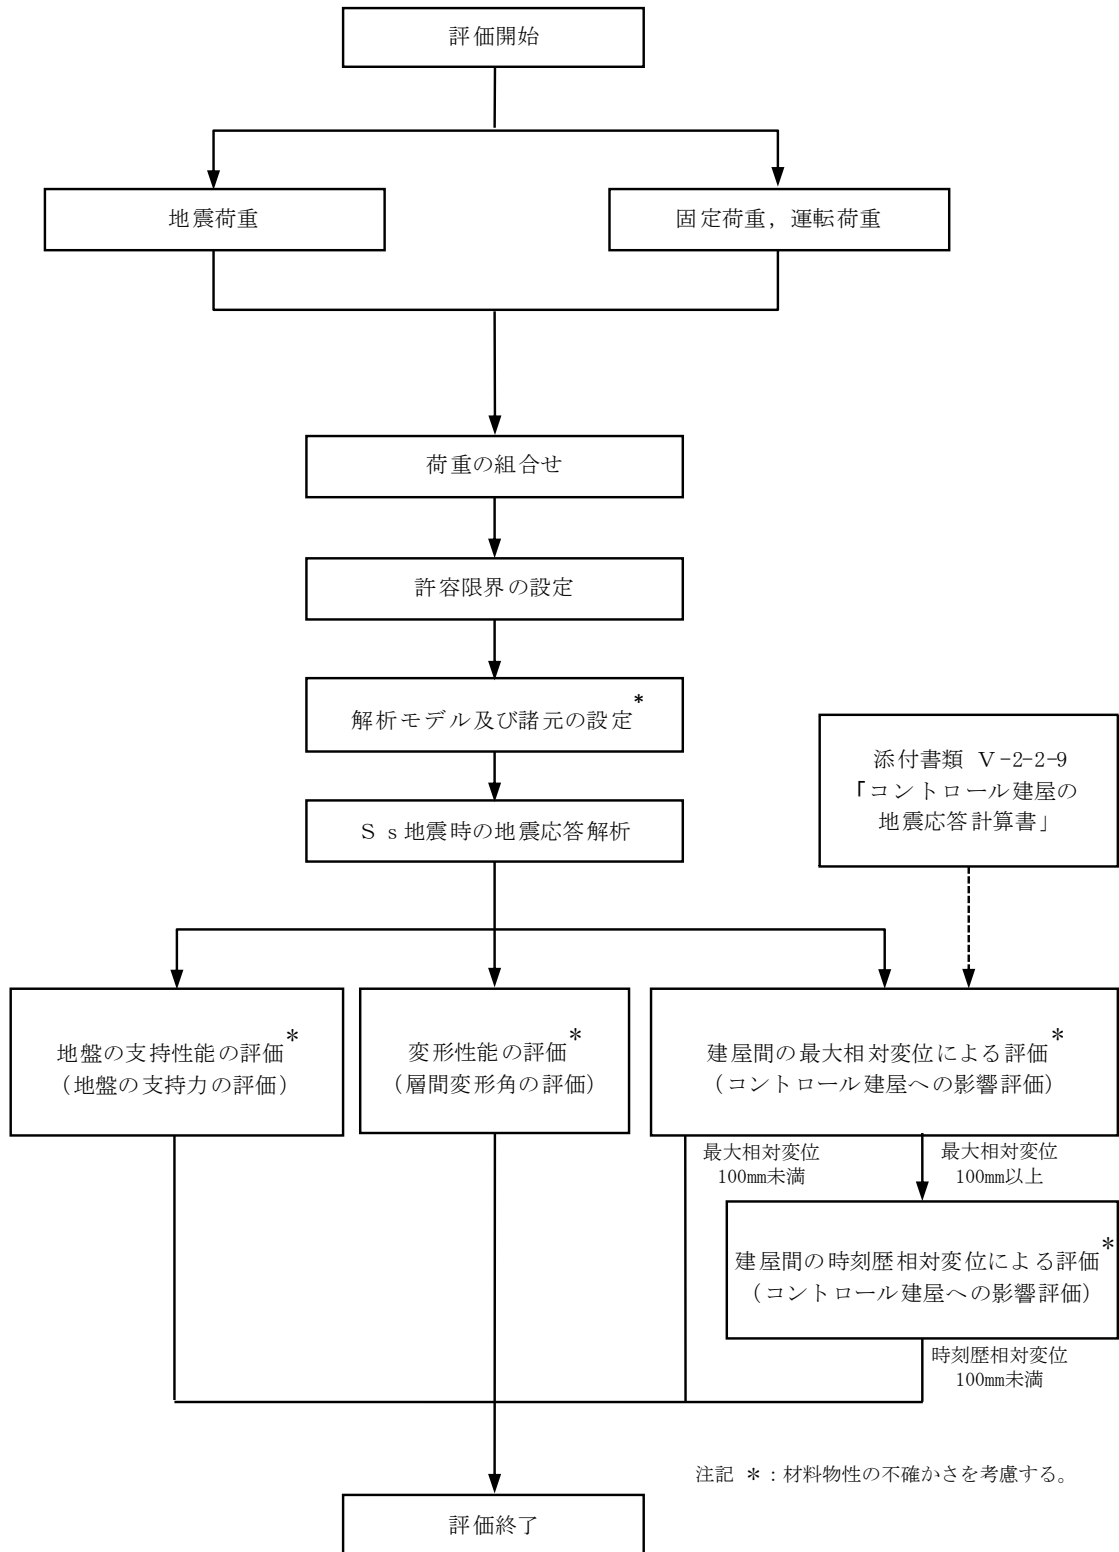 評価開始
地震荷重
固定荷重，運転荷重
荷重の組合せ
許容限界の設定
解析モデル及び諸元の設定*
Ｓｓ地震時の地震応答解析
添付書類 Ⅴ-2-2-9
「コントロール建屋の
地震応答計算書」
地盤の支持性能の評価*
（地盤の支持力の評価）
変形性能の評価*
（層間変形角の評価）
建屋間の最大相対変位による評価*
（コントロール建屋への影響評価）
最大相対変位
100㎜未満
最大相対変位
100㎜以上
建屋間の時刻歴相対変位による評価*
（コントロール建屋への影響評価）
時刻歴相対変位
100㎜未満
注記 ＊：材料物性の不確かさを考慮する。
評価終了